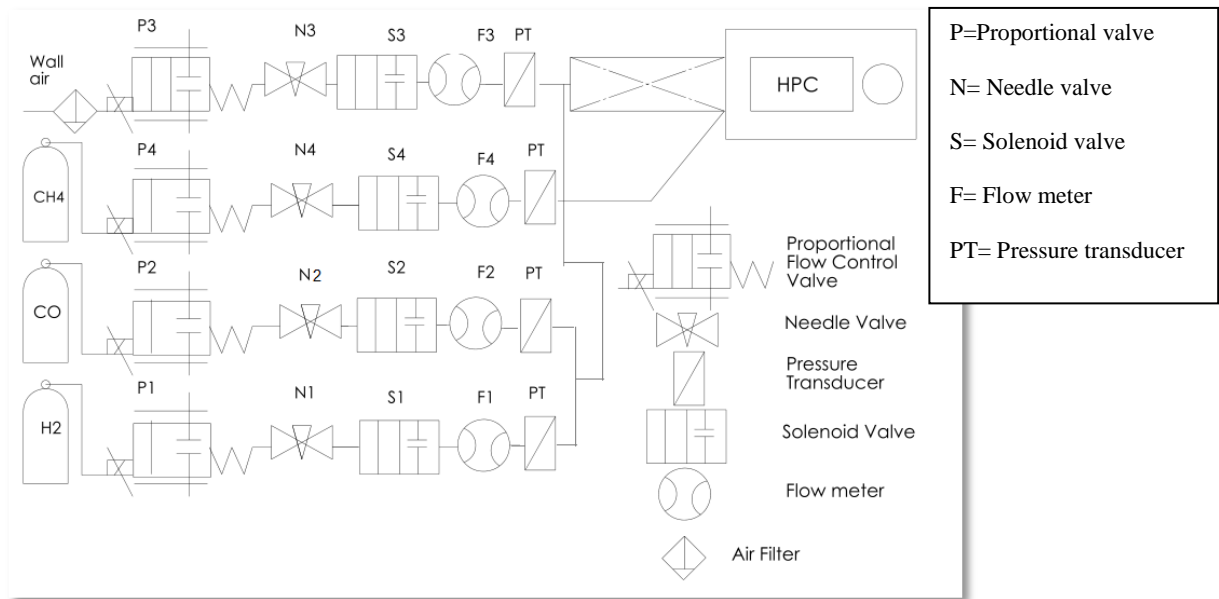 P3 N3 S3 F3 PT
Wall
air
HPC
P4 N4 S4 F4 PT
CH4
P2 N2 S2 F2 PT
CO
P1 N1 S1 F1 PT
H2
Proportional
Flow Control
Valve
Needle Valve
Pressure
Transducer
Solenoid Valve
Flow meter
Air Filter
P=Proportional valve
N= Needle valve
S= Solenoid valve
F= Flow meter
PT= Pressure transducer